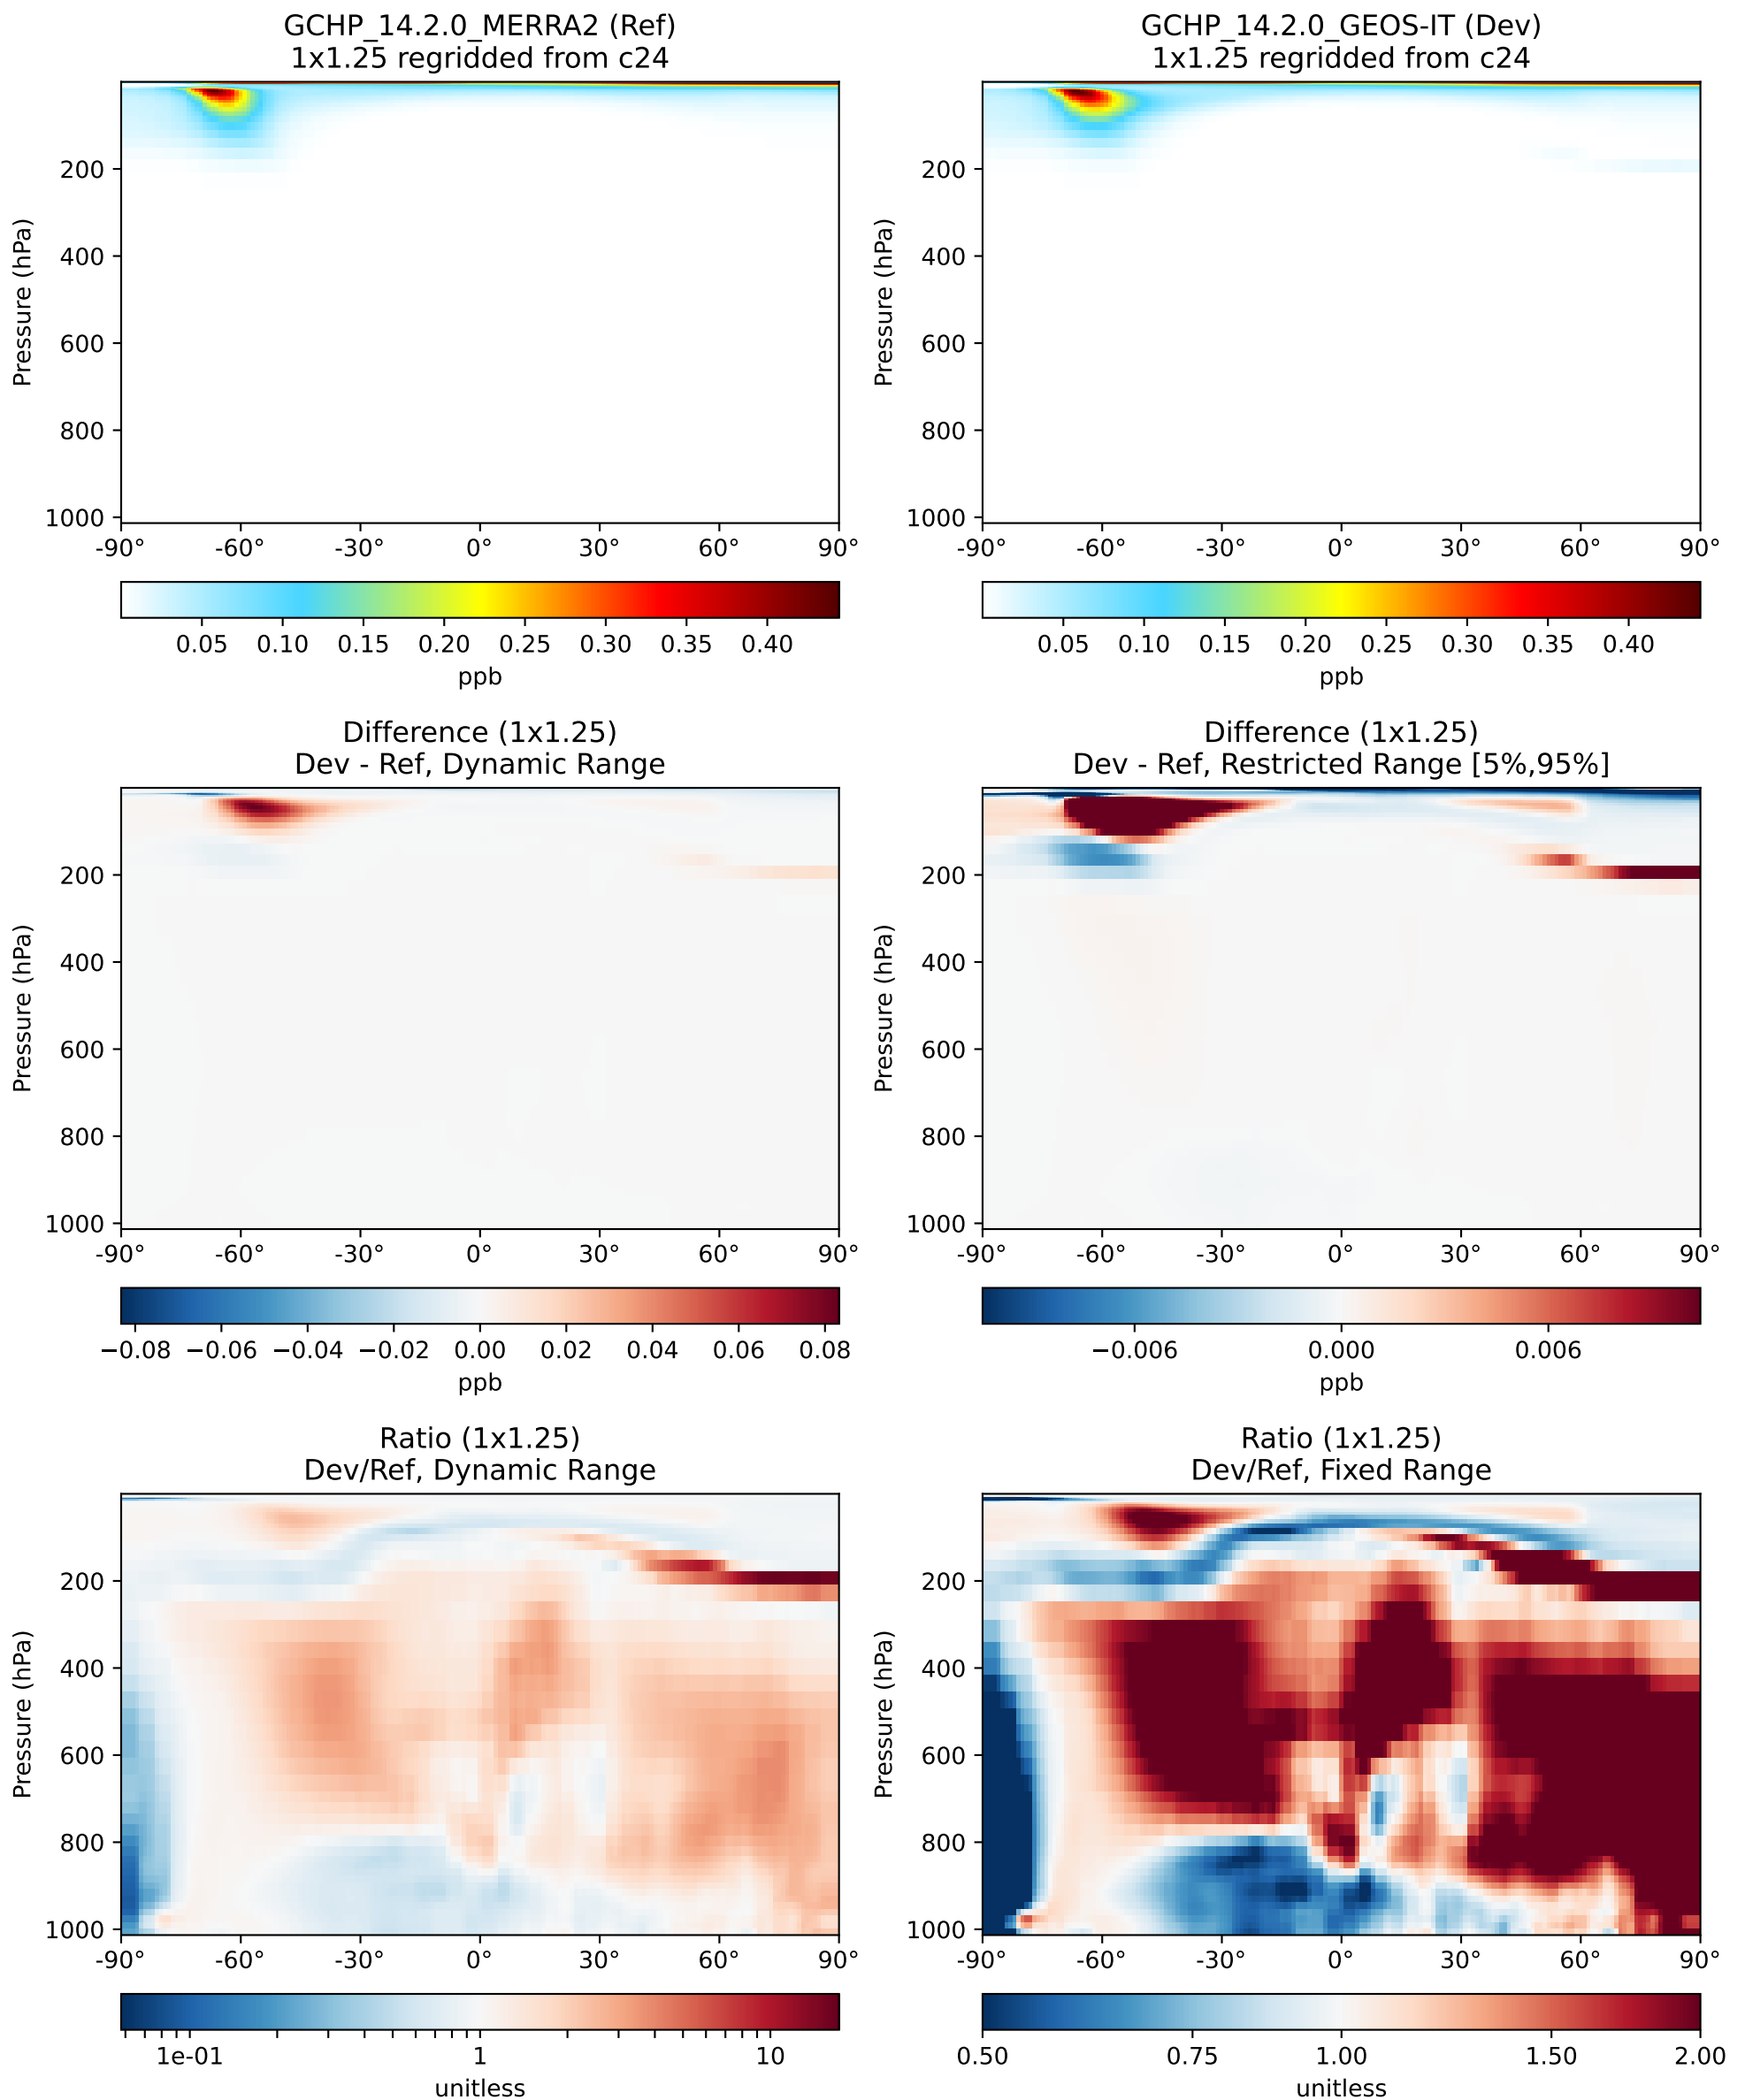 GCHP_14.2.0_MERRA2 (Ref)
1x1.25 regridded from c24
Pressure (hPa)
200
400
600
800
1000
-90° -60° -30° 0° 30° 60° 90°
0.05 0.10 0.15 0.20 0.25 0.30 0.35 0.40
ppb
GCHP_14.2.0_GEOS-IT (Dev)
1x1.25 regridded from c24
Pressure (hPa)
200
400
600
800
1000
-90° -60° -30° 0° 30° 60° 90°
0.05 0.10 0.15 0.20 0.25 0.30 0.35 0.40
ppb
Difference (1x1.25)
Dev - Ref, Dynamic Range
Pressure (hPa)
200
400
600
800
1000
-90° -60° -30° 0° 30° 60° 90°
−0.08 −0.06 −0.04 −0.02 0.00 0.02 0.04 0.06 0.08
ppb
Difference (1x1.25)
Dev - Ref, Restricted Range [5%,95%]
Pressure (hPa)
200
400
600
800
1000
-90° -60° -30° 0° 30° 60° 90°
−0.006 0.000 0.006
ppb
Ratio (1x1.25)
Dev/Ref, Dynamic Range
Pressure (hPa)
200
400
600
800
1000
-90° -60° -30° 0° 30° 60° 90°
1e-01 1 10
unitless
Ratio (1x1.25)
Dev/Ref, Fixed Range
Pressure (hPa)
200
400
600
800
1000
-90° -60° -30° 0° 30° 60° 90°
0.50 0.75 1.00 1.50 2.00
unitless